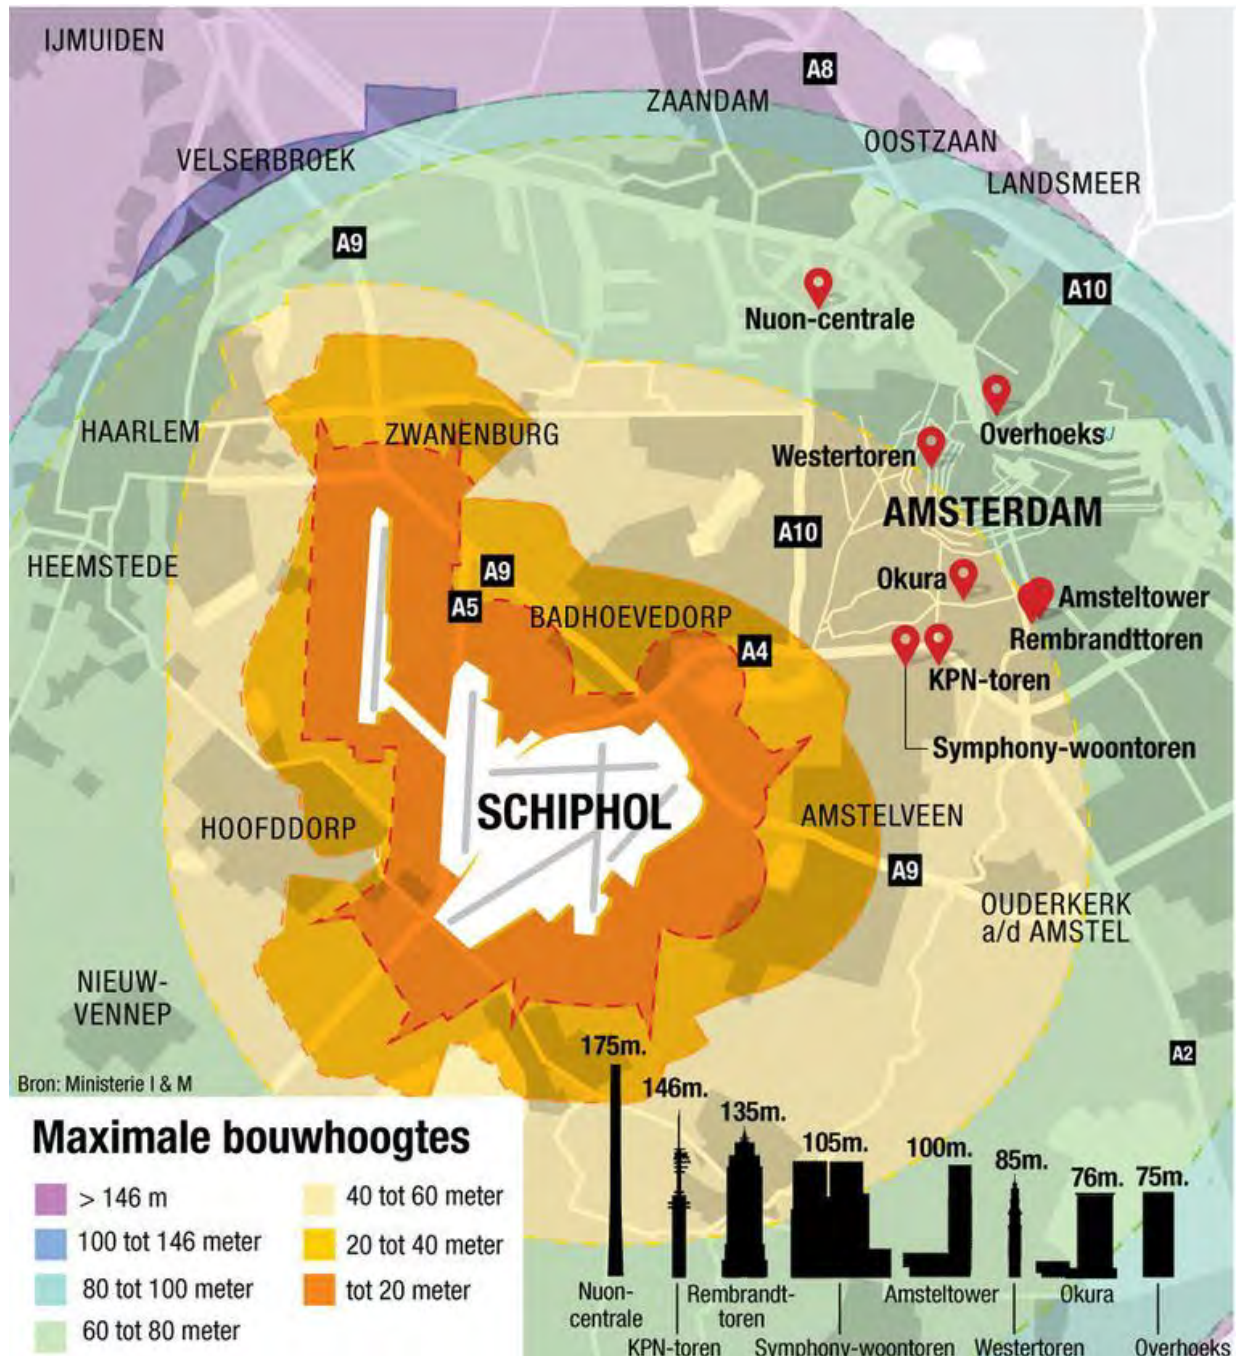 IJMUIDEN
A8
ZAANDAM
OOSTZAAN
VELSERBROEK
LANDSMEER
A9
A10
Nuon-centrale
HAARLEM
ZWANENBURG
Overhoeks
IJ
Westertoren
AMSTERDAM
A10
HEEMSTEDE
A9
Okura
A5
BADHOEVEDORP
Amsteltower
A4
Rembrandttoren
KPN-toren
Symphony-woontoren
SCHIPHOL
HOOFDDORP
AMSTELVEEN
A9
OUDERKERK
a/d AMSTEL
NIEUW-
VENNEP
A2
Bron: Ministerie I & M
Maximale bouwhoogtes
> 146 m
100 tot 146 meter
80 tot 100 meter
60 tot 80 meter
40 tot 60 meter
20 tot 40 meter
tot 20 meter
175m.
146m.
135m.
105m.
100m.
85m.
76m.
75m.
Nuon-
centrale
KPN-toren
Rembrandt-
toren
Symphony-woontoren
Amsteltower
Westertoren
Okura
Overhoeks